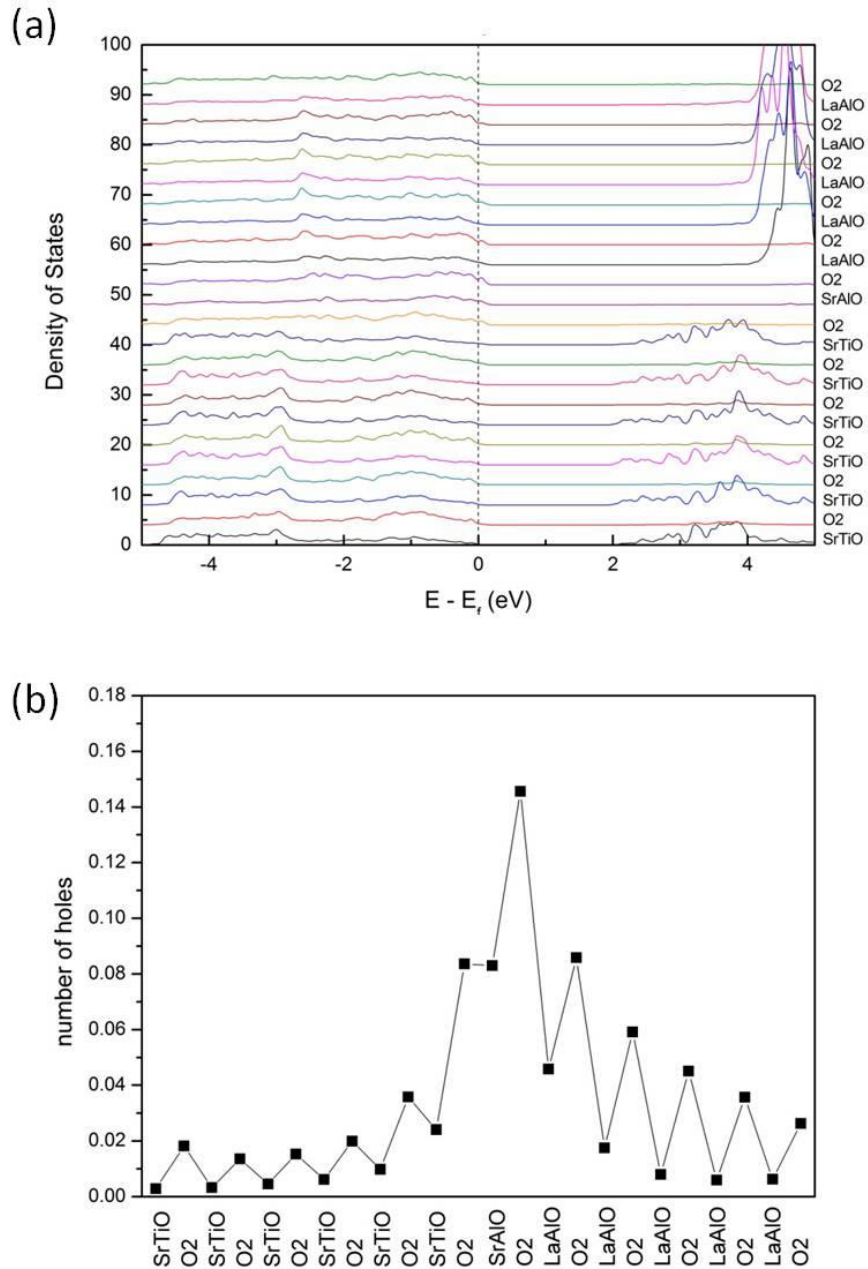 (a)
Density of States
100
90
80
70
60
50
40
30
20
10
0
O2
LaAlO
O2
LaAlO
O2
LaAlO
O2
LaAlO
O2
LaAlO
O2
SrAlO
O2
SrTiO
O2
SrTiO
O2
SrTiO
O2
SrTiO
O2
SrTiO
O2
SrTiO
-4
-2
0
2
4
E - E_f (eV)
(b)
number of holes
0.18
0.16
0.14
0.12
0.10
0.08
0.06
0.04
0.02
0.00
SrTiO
O2
SrTiO
O2
SrTiO
O2
SrTiO
O2
SrTiO
O2
SrTiO
O2
SrAlO
O2
LaAlO
O2
LaAlO
O2
LaAlO
O2
LaAlO
O2
LaAlO
O2